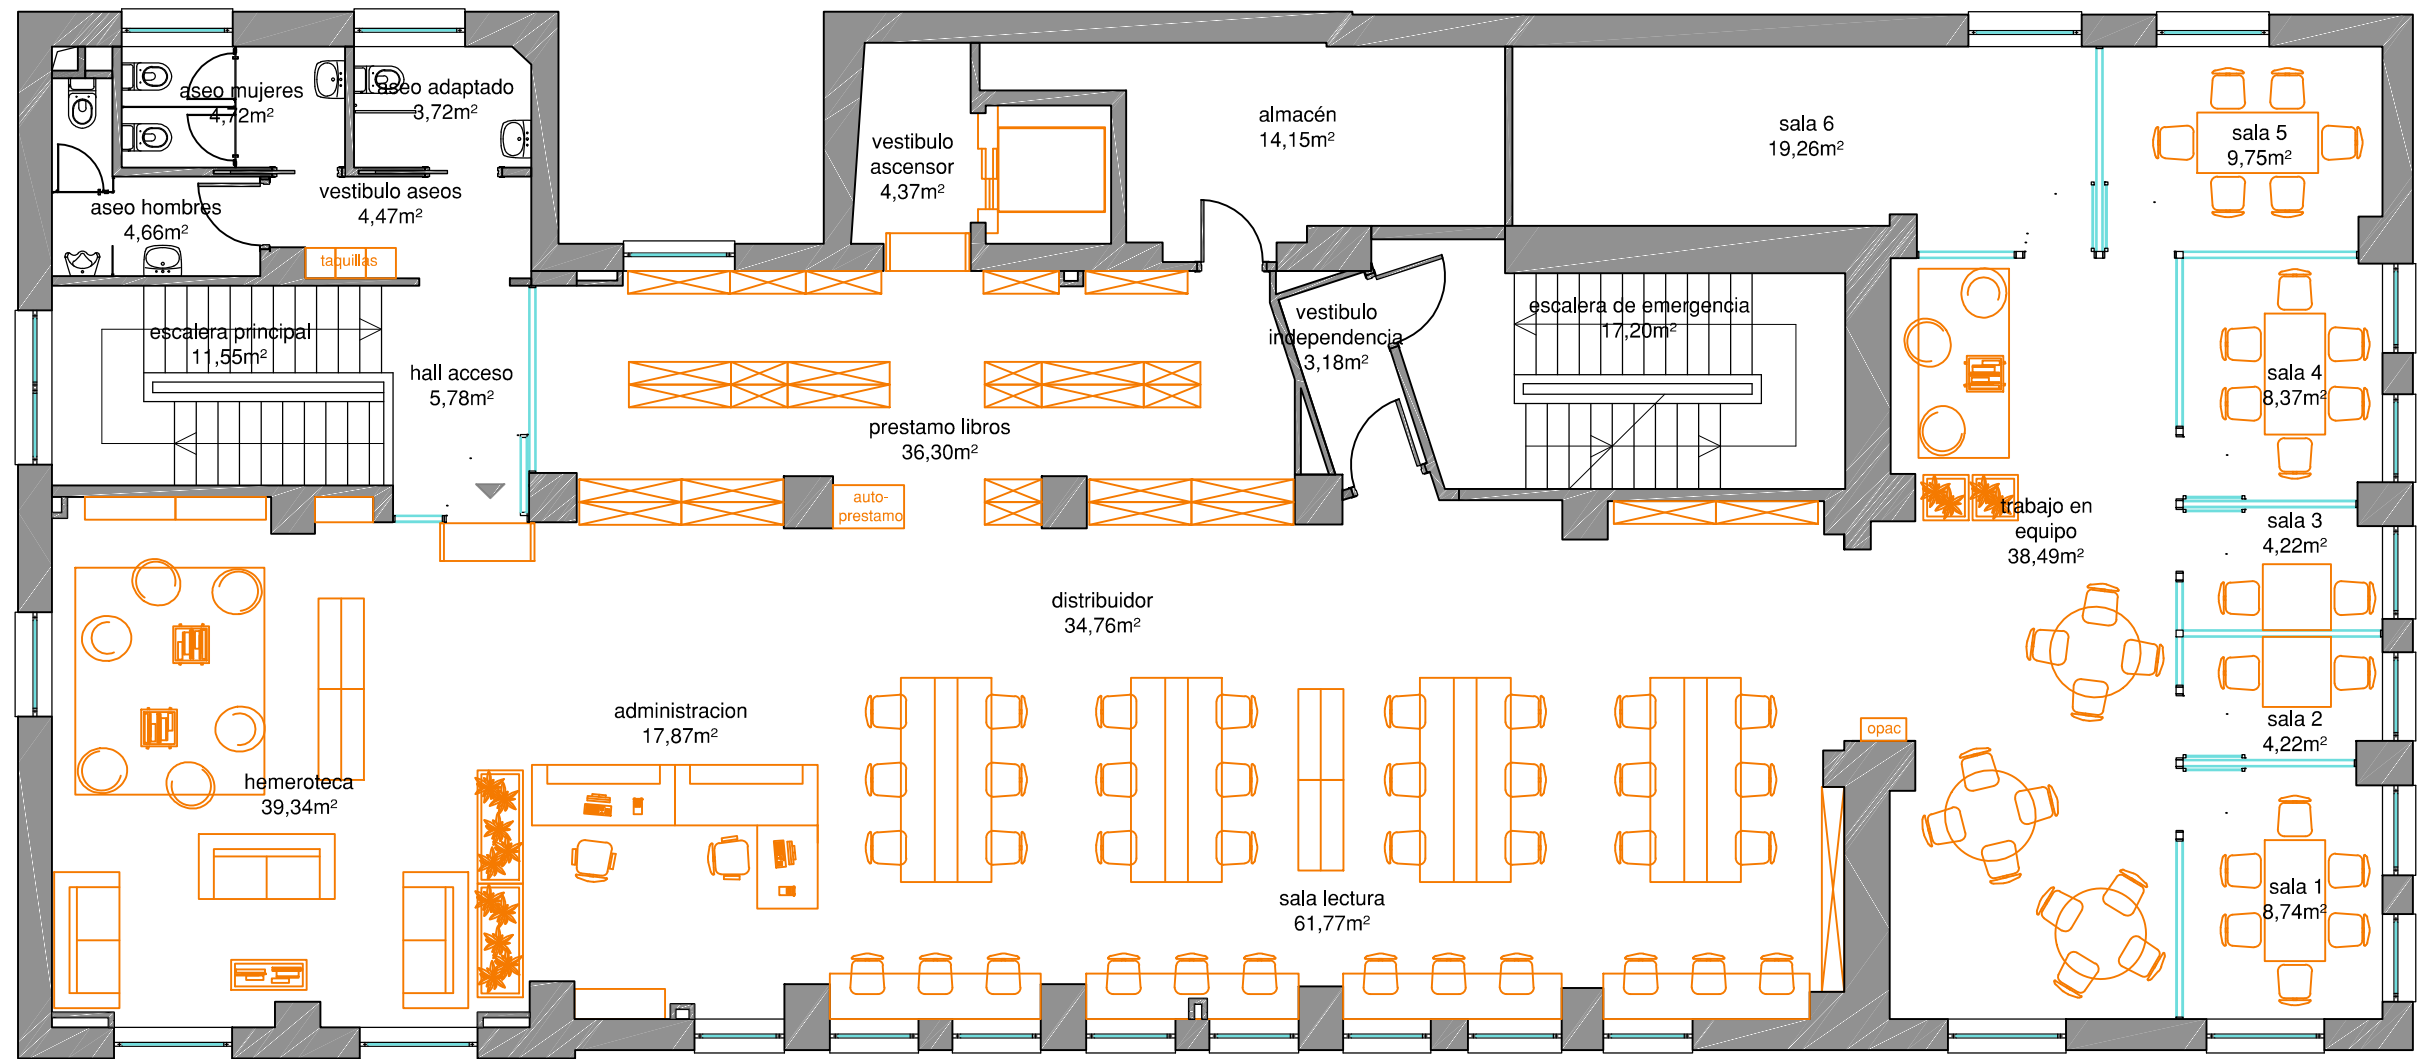 aseo mujeres
4,72m²
aseo adaptado
3,72m²
aseo hombres
4,66m²
vestibulo aseos
4,47m²
taquillas
vestibulo
ascensor
4,37m²
almacén
14,15m²
sala 6
19,26m²
sala 5
9,75m²
escalera principal
11,55m²
hall acceso
5,78m²
prestamo libros
36,30m²
auto-
prestamo
vestibulo
independencia
3,18m²
escalera de emergencia
17,20m²
sala 4
8,37m²
trabajo en
equipo
38,49m²
sala 3
4,22m²
distribuidor
34,76m²
administracion
17,87m²
hemeroteca
39,34m²
opac
sala 2
4,22m²
sala lectura
61,77m²
sala 1
8,74m²